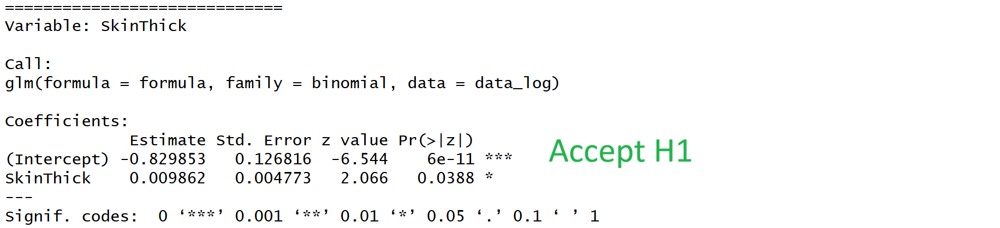 =============================
Variable: SkinThick
Call:
glm(formula = formula, family = binomial, data = data_log)
Coefficients:
Estimate Std. Error z value Pr(>|z|)
(Intercept) -0.829853 0.126816 -6.544 6e-11 ***
SkinThick 0.009862 0.004773 2.066 0.0388 *
Accept H1
---
Signif. codes: 0 ‘***’ 0.001 ‘**’ 0.01 ‘*’ 0.05 ‘.’ 0.1 ‘ ’ 1